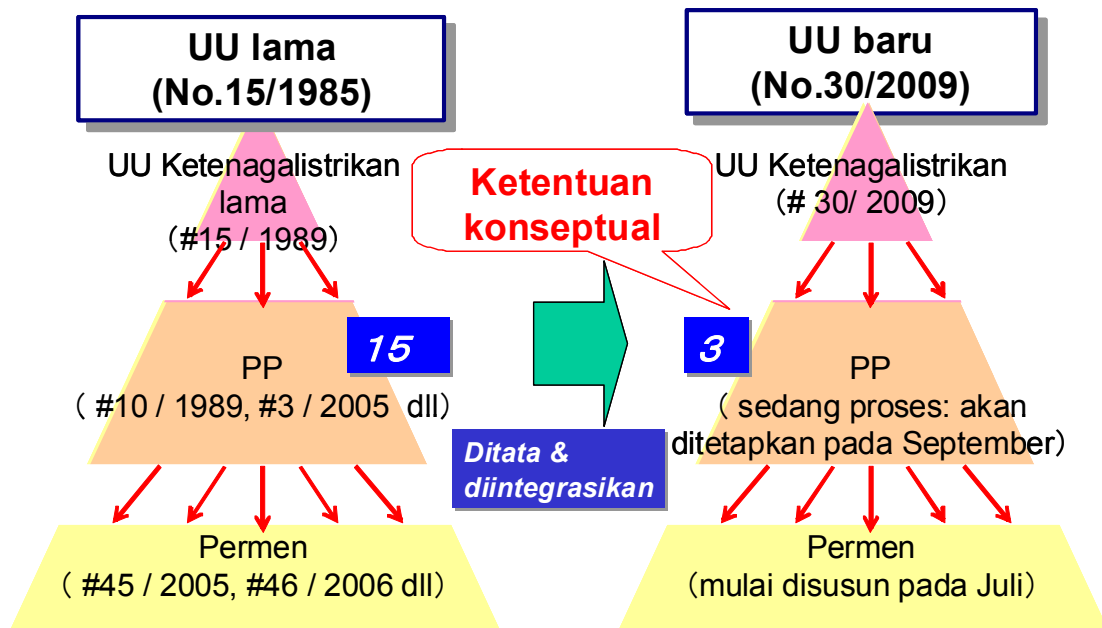 UU lama
(No.15/1985)
UU Ketenagalistrikan
lama
(#15 / 1989)
15
PP
( #10 / 1989, #3 / 2005 dll)
Permen
( #45 / 2005, #46 / 2006 dll)
Ketentuan
konseptual
Ditata &
diintegrasikan
UU baru
(No.30/2009)
UU Ketenagalistrikan
(# 30/ 2009)
3
PP
( sedang proses: akan
ditetapkan pada September)
Permen
(mulai disusun pada Juli)